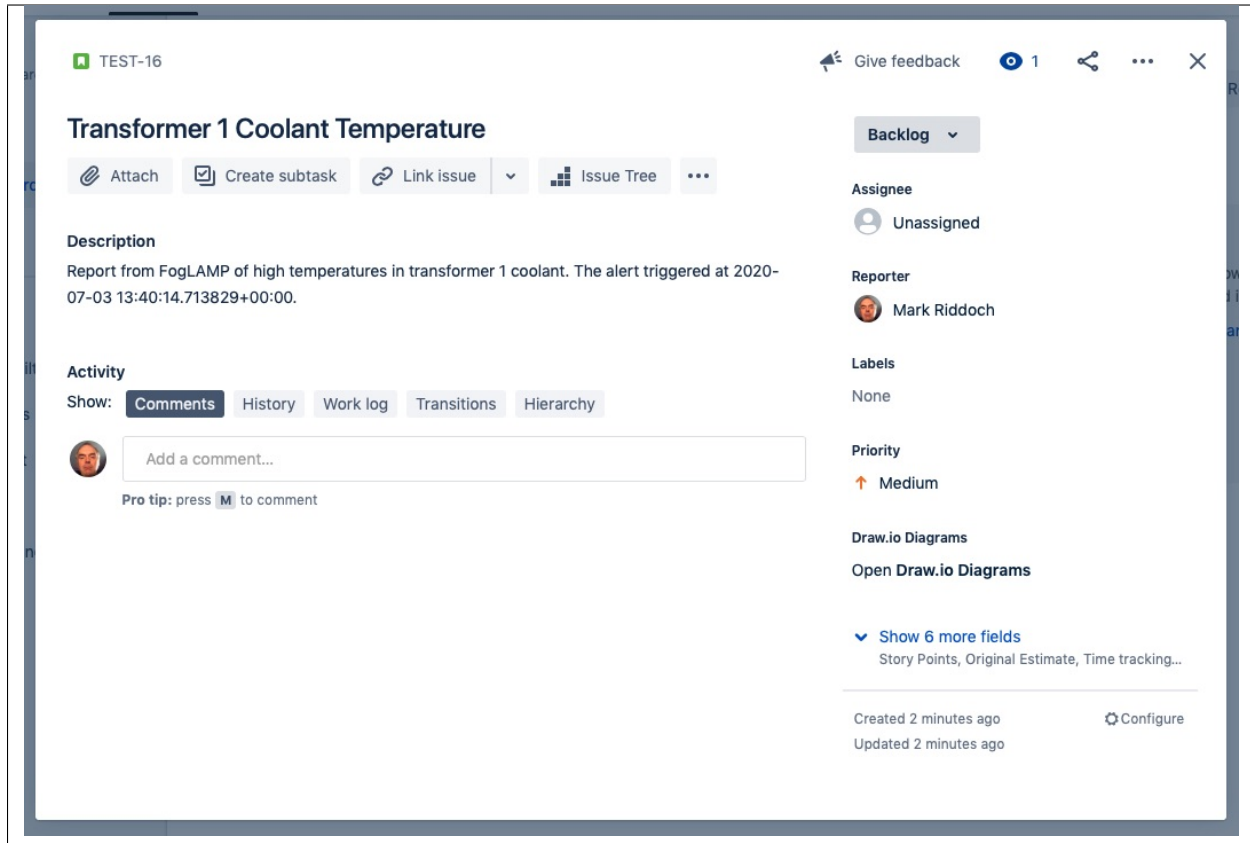 TEST-16
Give feedback
1
Transformer 1 Coolant Temperature
Backlog
Attach
Create subtask
Link issue
Issue Tree
Assignee
Unassigned
Description
Report from FogLAMP of high temperatures in transformer 1 coolant. The alert triggered at 2020-
07-03 13:40:14.713829+00:00.
Reporter
Mark Riddoch
Activity
Show: Comments History Work log Transitions Hierarchy
Add a comment...
Pro tip: press M to comment
Labels
None
Priority
Medium
Draw.io Diagrams
Open Draw.io Diagrams
Show 6 more fields
Story Points, Original Estimate, Time tracking...
Created 2 minutes ago
Configure
Updated 2 minutes ago